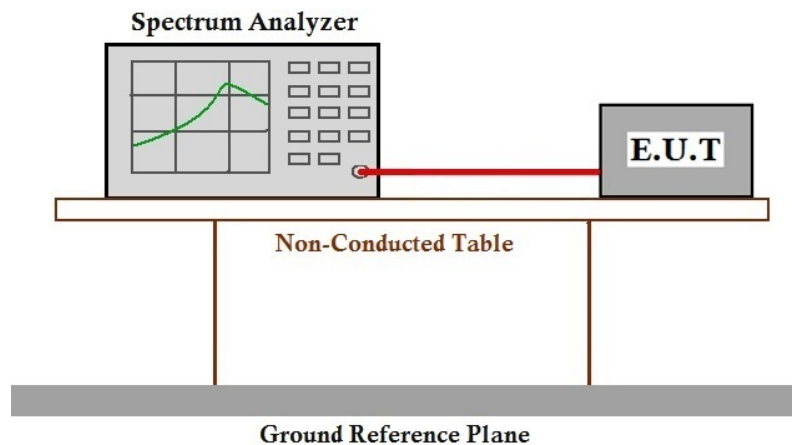 Spectrum Analyzer
E.U.T
Non-Conducted Table
Ground Reference Plane